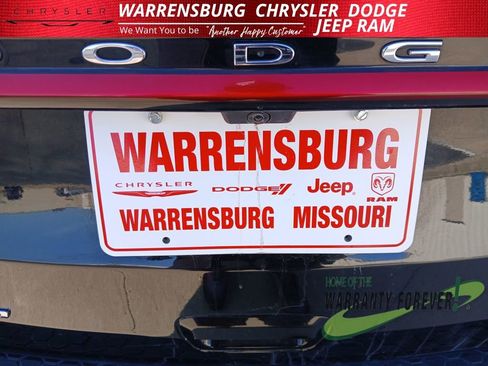 WARRENSBURG CHRYSLER DODGE
JEEP RAM
We Want You to be "Another Happy Customer"
O D G
WARRENSBURG
CHRYSLER DODGE Jeep RAM
WARRENSBURG MISSOURI
HOME OF THE
WARRANTY FOREVER